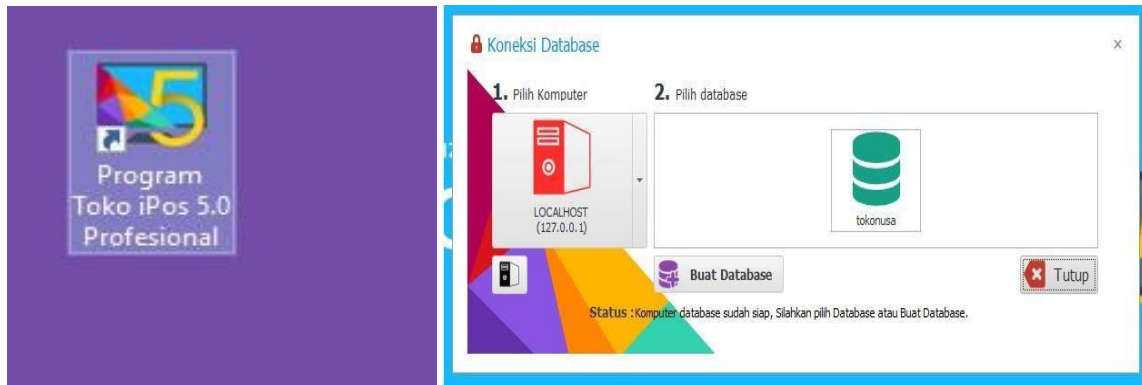 5
Program
Toko iPos 5.0
Profesional
Koneksi Database
x
1. Pilih Komputer
2. Pilih database
LOCALHOST
(127.0.0.1)
tokonusa
Buat Database
Tutup
Status : Komputer database sudah siap, Silahkan pilih Database atau Buat Database.